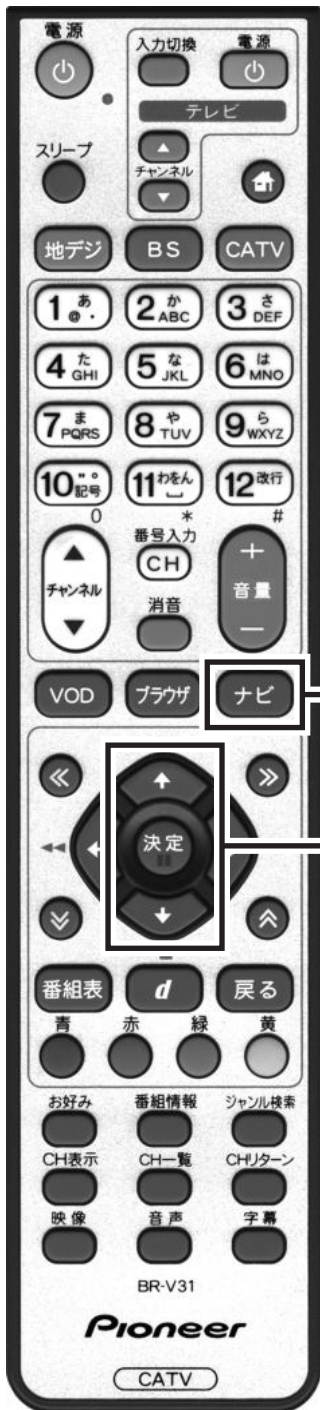 電源 入力切換 電源
テレビ
スリープ チャンネル
地デジ BS CATV
1 あ @. 2 か ABC 3 さ DEF
4 た GHI 5 な JKL 6 は MNO
7 ま PQRS 8 や TUV 9 ら WXYZ
10 ゛゜ 記号 11 わをん 12 改行
0 * #
番号入力
チャンネル CH + 音量 −
消音
VOD ブラウザ ナビ
決定
番組表 d 戻る
青 赤 緑 黄
お好み 番組情報 ジャンル検索
CH表示 CH一覧 CHリターン
映像 音声 字幕
BR-V31
Pioneer
CATV